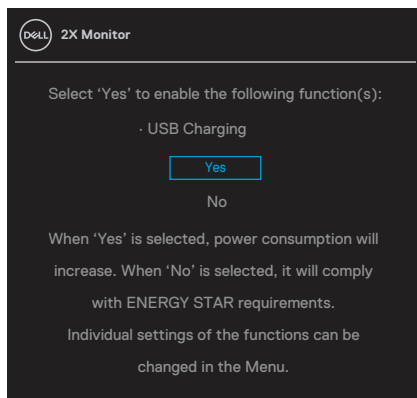 DELL 2X Monitor
Select ‘Yes’ to enable the following function(s):
· USB Charging
Yes
No
When ‘Yes’ is selected, power consumption will
increase. When ‘No’ is selected, it will comply
with ENERGY STAR requirements.
Individual settings of the functions can be
changed in the Menu.